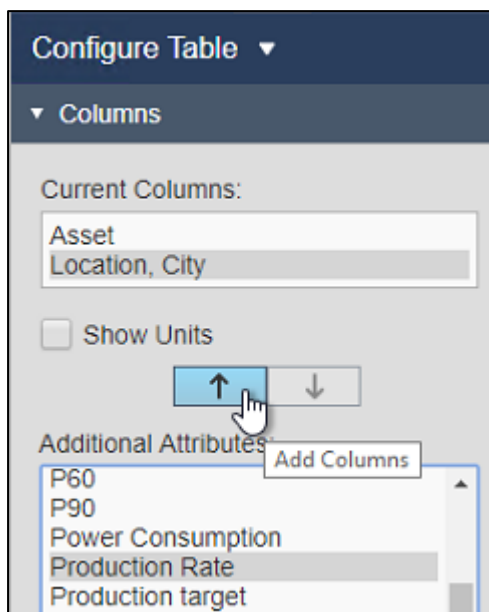 Configure Table
Columns
Current Columns:
Asset
Location, City
Show Units
Additional Attributes:
Add Columns
P60
P90
Power Consumption
Production Rate
Production target